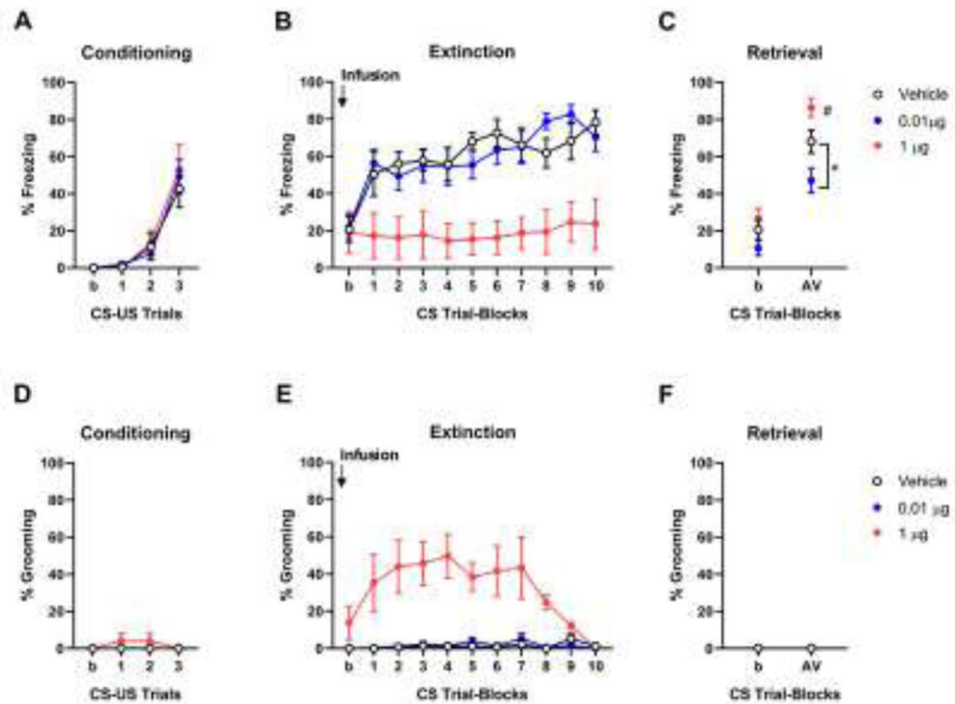 A
Conditioning
% Freezing
100
80
60
40
20
0
b 1 2 3
CS-US Trials
B
Extinction
Infusion
% Freezing
100
80
60
40
20
0
b 1 2 3 4 5 6 7 8 9 10
CS Trial-Blocks
C
Retrieval
% Freezing
100
80
60
40
20
0
#
*
b AV
CS Trial-Blocks
Vehicle
0.01μg
1 μg
D
Conditioning
% Grooming
100
80
60
40
20
0
b 1 2 3
CS-US Trials
E
Extinction
Infusion
% Grooming
100
80
60
40
20
0
b 1 2 3 4 5 6 7 8 9 10
CS Trial-Blocks
F
Retrieval
% Grooming
100
80
60
40
20
0
b AV
CS Trial-Blocks
Vehicle
0.01 μg
1 μg